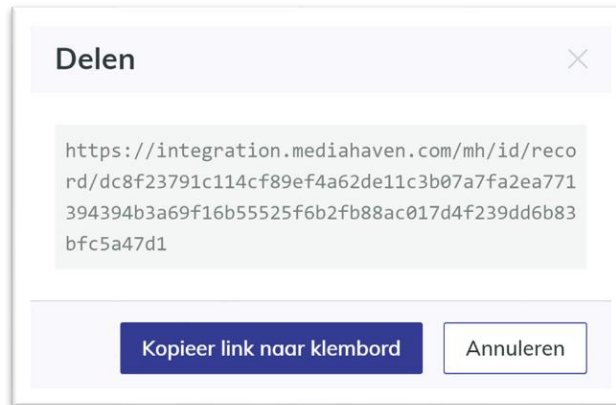 Delen
https://integration.mediahaven.com/mh/id/reco
rd/dc8f23791c114cf89ef4a62de11c3b07a7fa2ea771
394394b3a69f16b55525f6b2fb88ac017d4f239dd6b83
bfc5a47d1
Kopieer link naar klembord
Annuleren